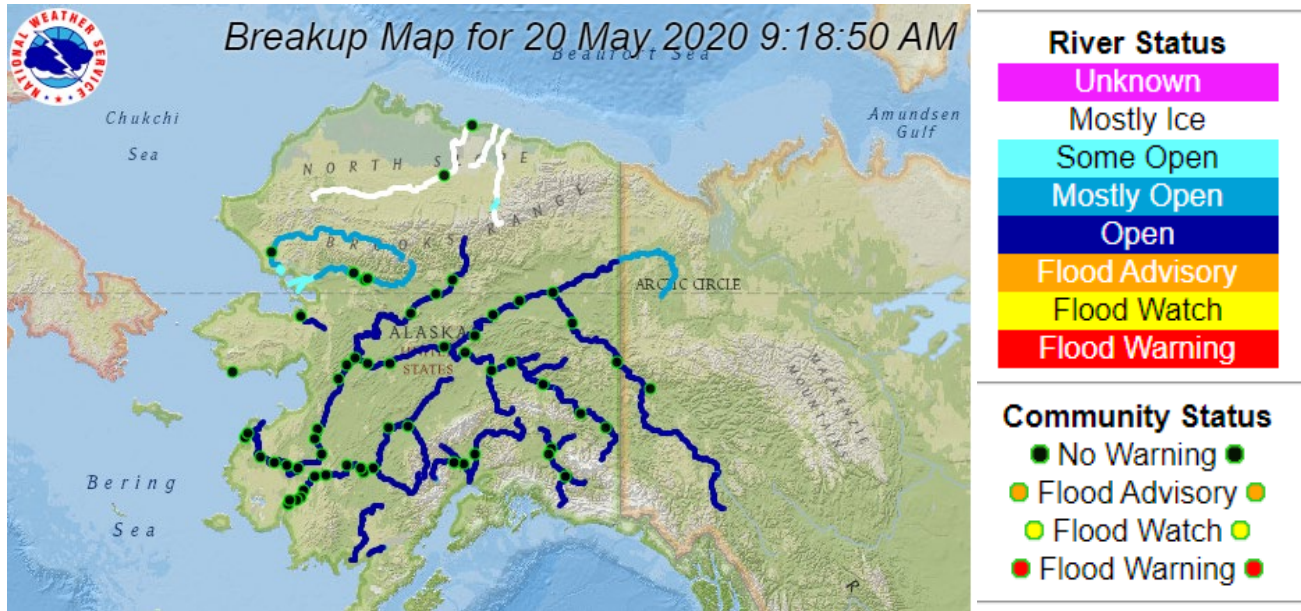 Breakup Map for 20 May 2020 9:18:50 AM
NATIONAL WEATHER SERVICE
Beaufort Sea
Chukchi
Sea
Amundsen
Gulf
NORTH SLOPE
BROOKS RANGE
ARCTIC CIRCLE
ALASKA
STATES
MACKENZIE
MOUNTAINS
Bering
Sea
R
River Status
Unknown
Mostly Ice
Some Open
Mostly Open
Open
Flood Advisory
Flood Watch
Flood Warning
Community Status
No Warning
Flood Advisory
Flood Watch
Flood Warning